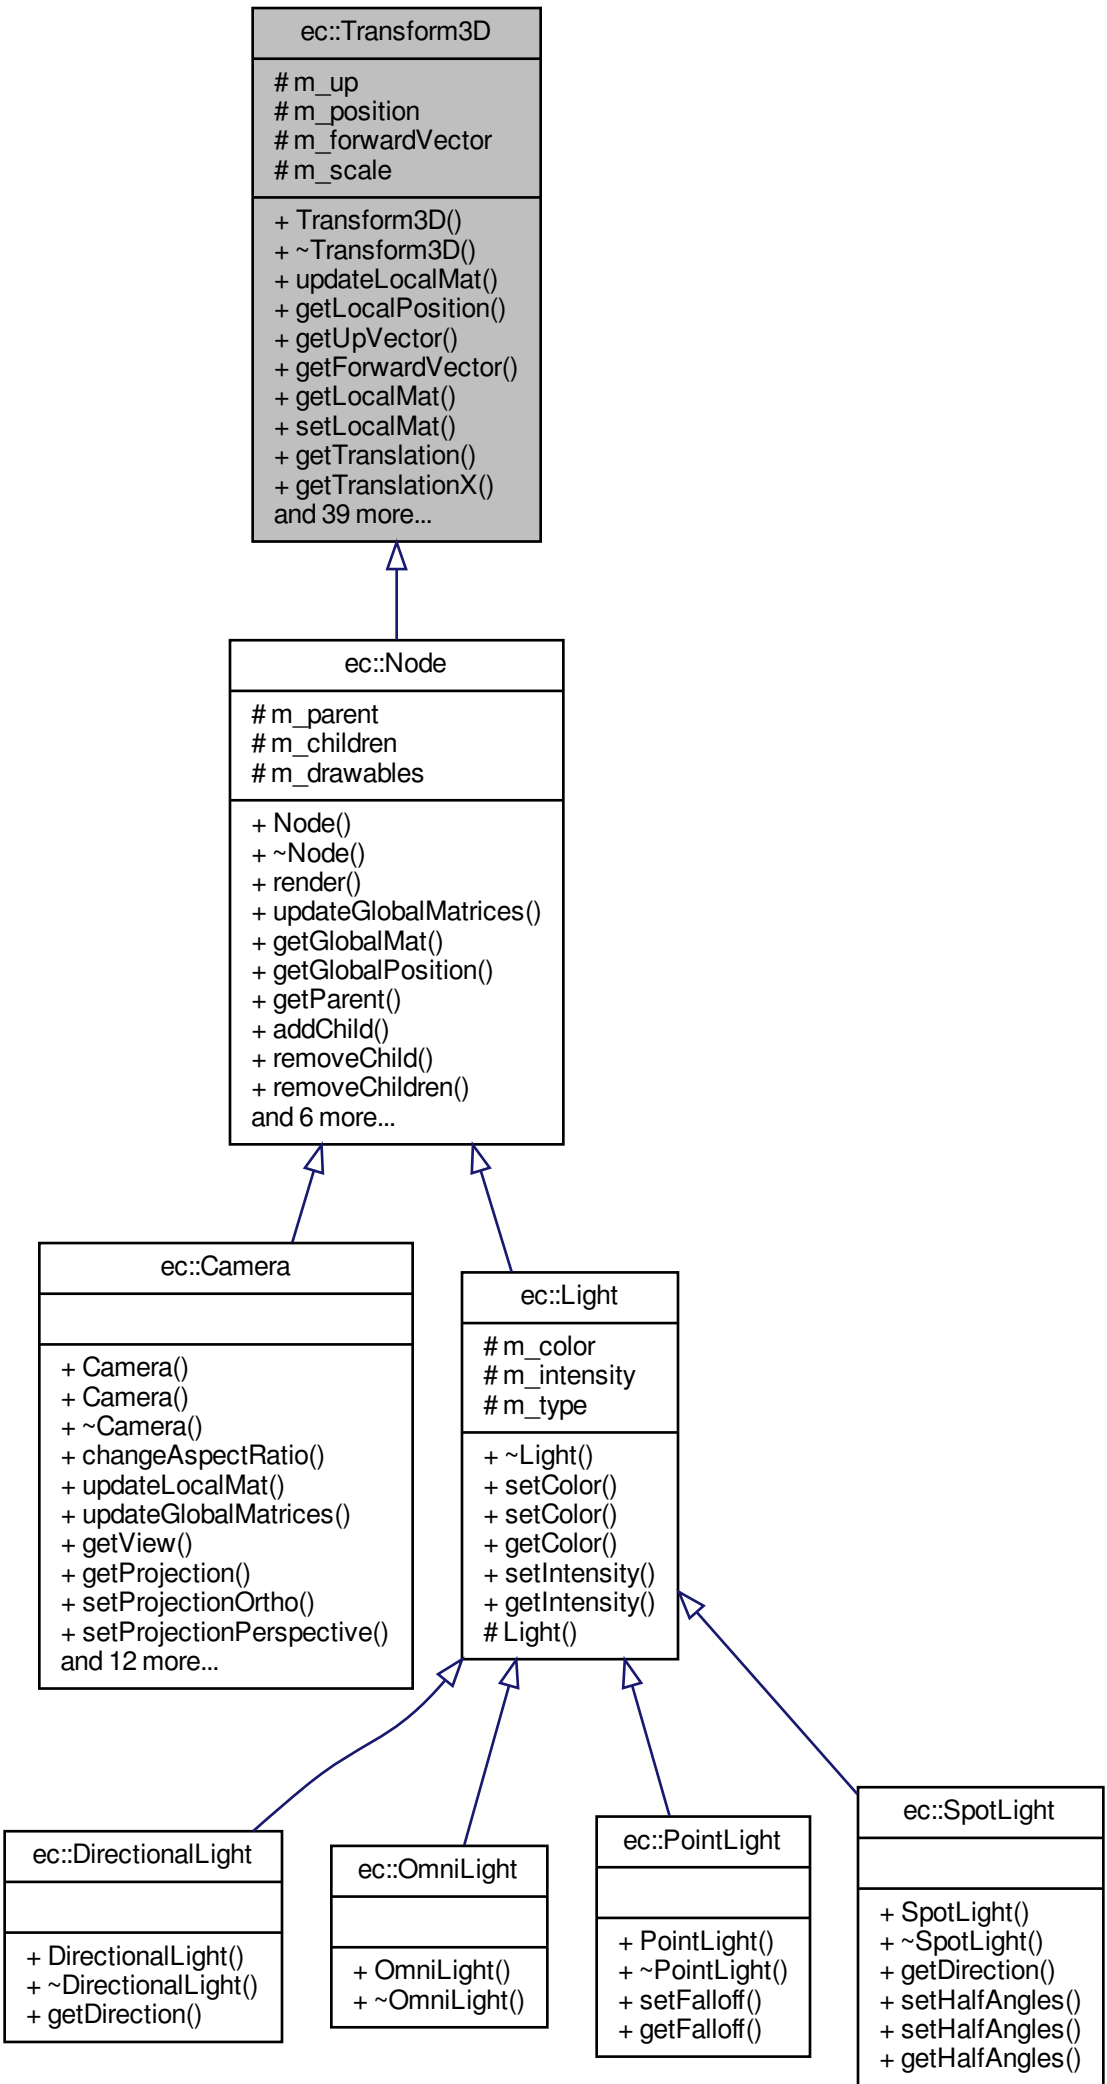 ec::Transform3D
# m_up
# m_position
# m_forwardVector
# m_scale
+ Transform3D()
+ ~Transform3D()
+ updateLocalMat()
+ getLocalPosition()
+ getUpVector()
+ getForwardVector()
+ getLocalMat()
+ setLocalMat()
+ getTranslation()
+ getTranslationX()
and 39 more...
ec::Node
# m_parent
# m_children
# m_drawables
+ Node()
+ ~Node()
+ render()
+ updateGlobalMatrices()
+ getGlobalMat()
+ getGlobalPosition()
+ getParent()
+ addChild()
+ removeChild()
+ removeChildren()
and 6 more...
ec::Camera
+ Camera()
+ Camera()
+ ~Camera()
+ changeAspectRatio()
+ updateLocalMat()
+ updateGlobalMatrices()
+ getView()
+ getProjection()
+ setProjectionOrtho()
+ setProjectionPerspective()
and 12 more...
ec::Light
# m_color
# m_intensity
# m_type
+ ~Light()
+ setColor()
+ setColor()
+ getColor()
+ setIntensity()
+ getIntensity()
# Light()
ec::DirectionalLight
+ DirectionalLight()
+ ~DirectionalLight()
+ getDirection()
ec::OmniLight
+ OmniLight()
+ ~OmniLight()
ec::PointLight
+ PointLight()
+ ~PointLight()
+ setFalloff()
+ getFalloff()
ec::SpotLight
+ SpotLight()
+ ~SpotLight()
+ getDirection()
+ setHalfAngles()
+ setHalfAngles()
+ getHalfAngles()